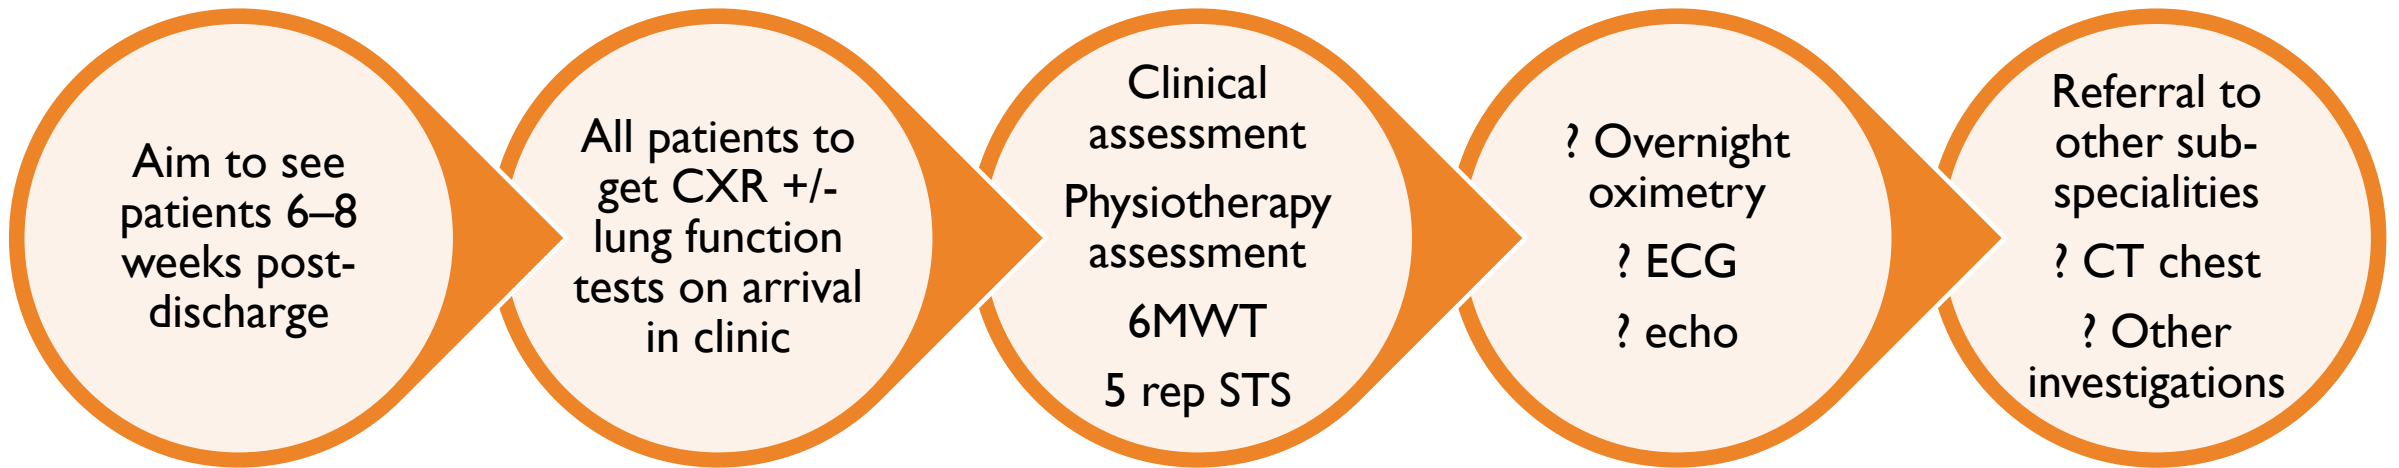 Aim to see
patients 6–8
weeks post-
discharge
All patients to
get CXR +/-
lung function
tests on arrival
in clinic
Clinical
assessment
Physiotherapy
assessment
6MWT
5 rep STS
? Overnight
oximetry
? ECG
? echo
Referral to
other sub-
specialities
? CT chest
? Other
investigations